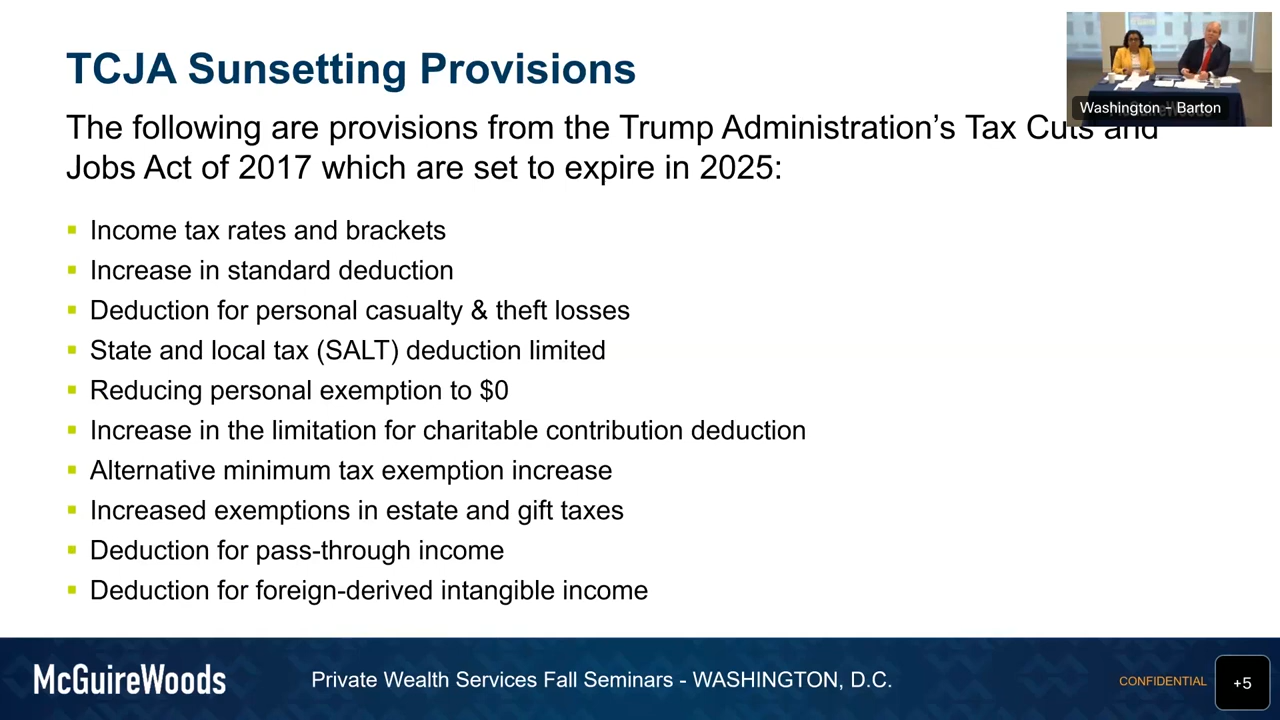 TCJA Sunsetting Provisions
Washington - Barton
The following are provisions from the Trump Administration's Tax Cuts and
Jobs Act of 2017 which are set to expire in 2025:
Income tax rates and brackets
Increase in standard deduction
Deduction for personal casualty & theft losses
State and local tax (SALT) deduction limited
Reducing personal exemption to $0
Increase in the limitation for charitable contribution deduction
Alternative minimum tax exemption increase
Increased exemptions in estate and gift taxes
Deduction for pass-through income
Deduction for foreign-derived intangible income
McGuireWoods
Private Wealth Services Fall Seminars - WASHINGTON, D.C.
CONFIDENTIAL
+5